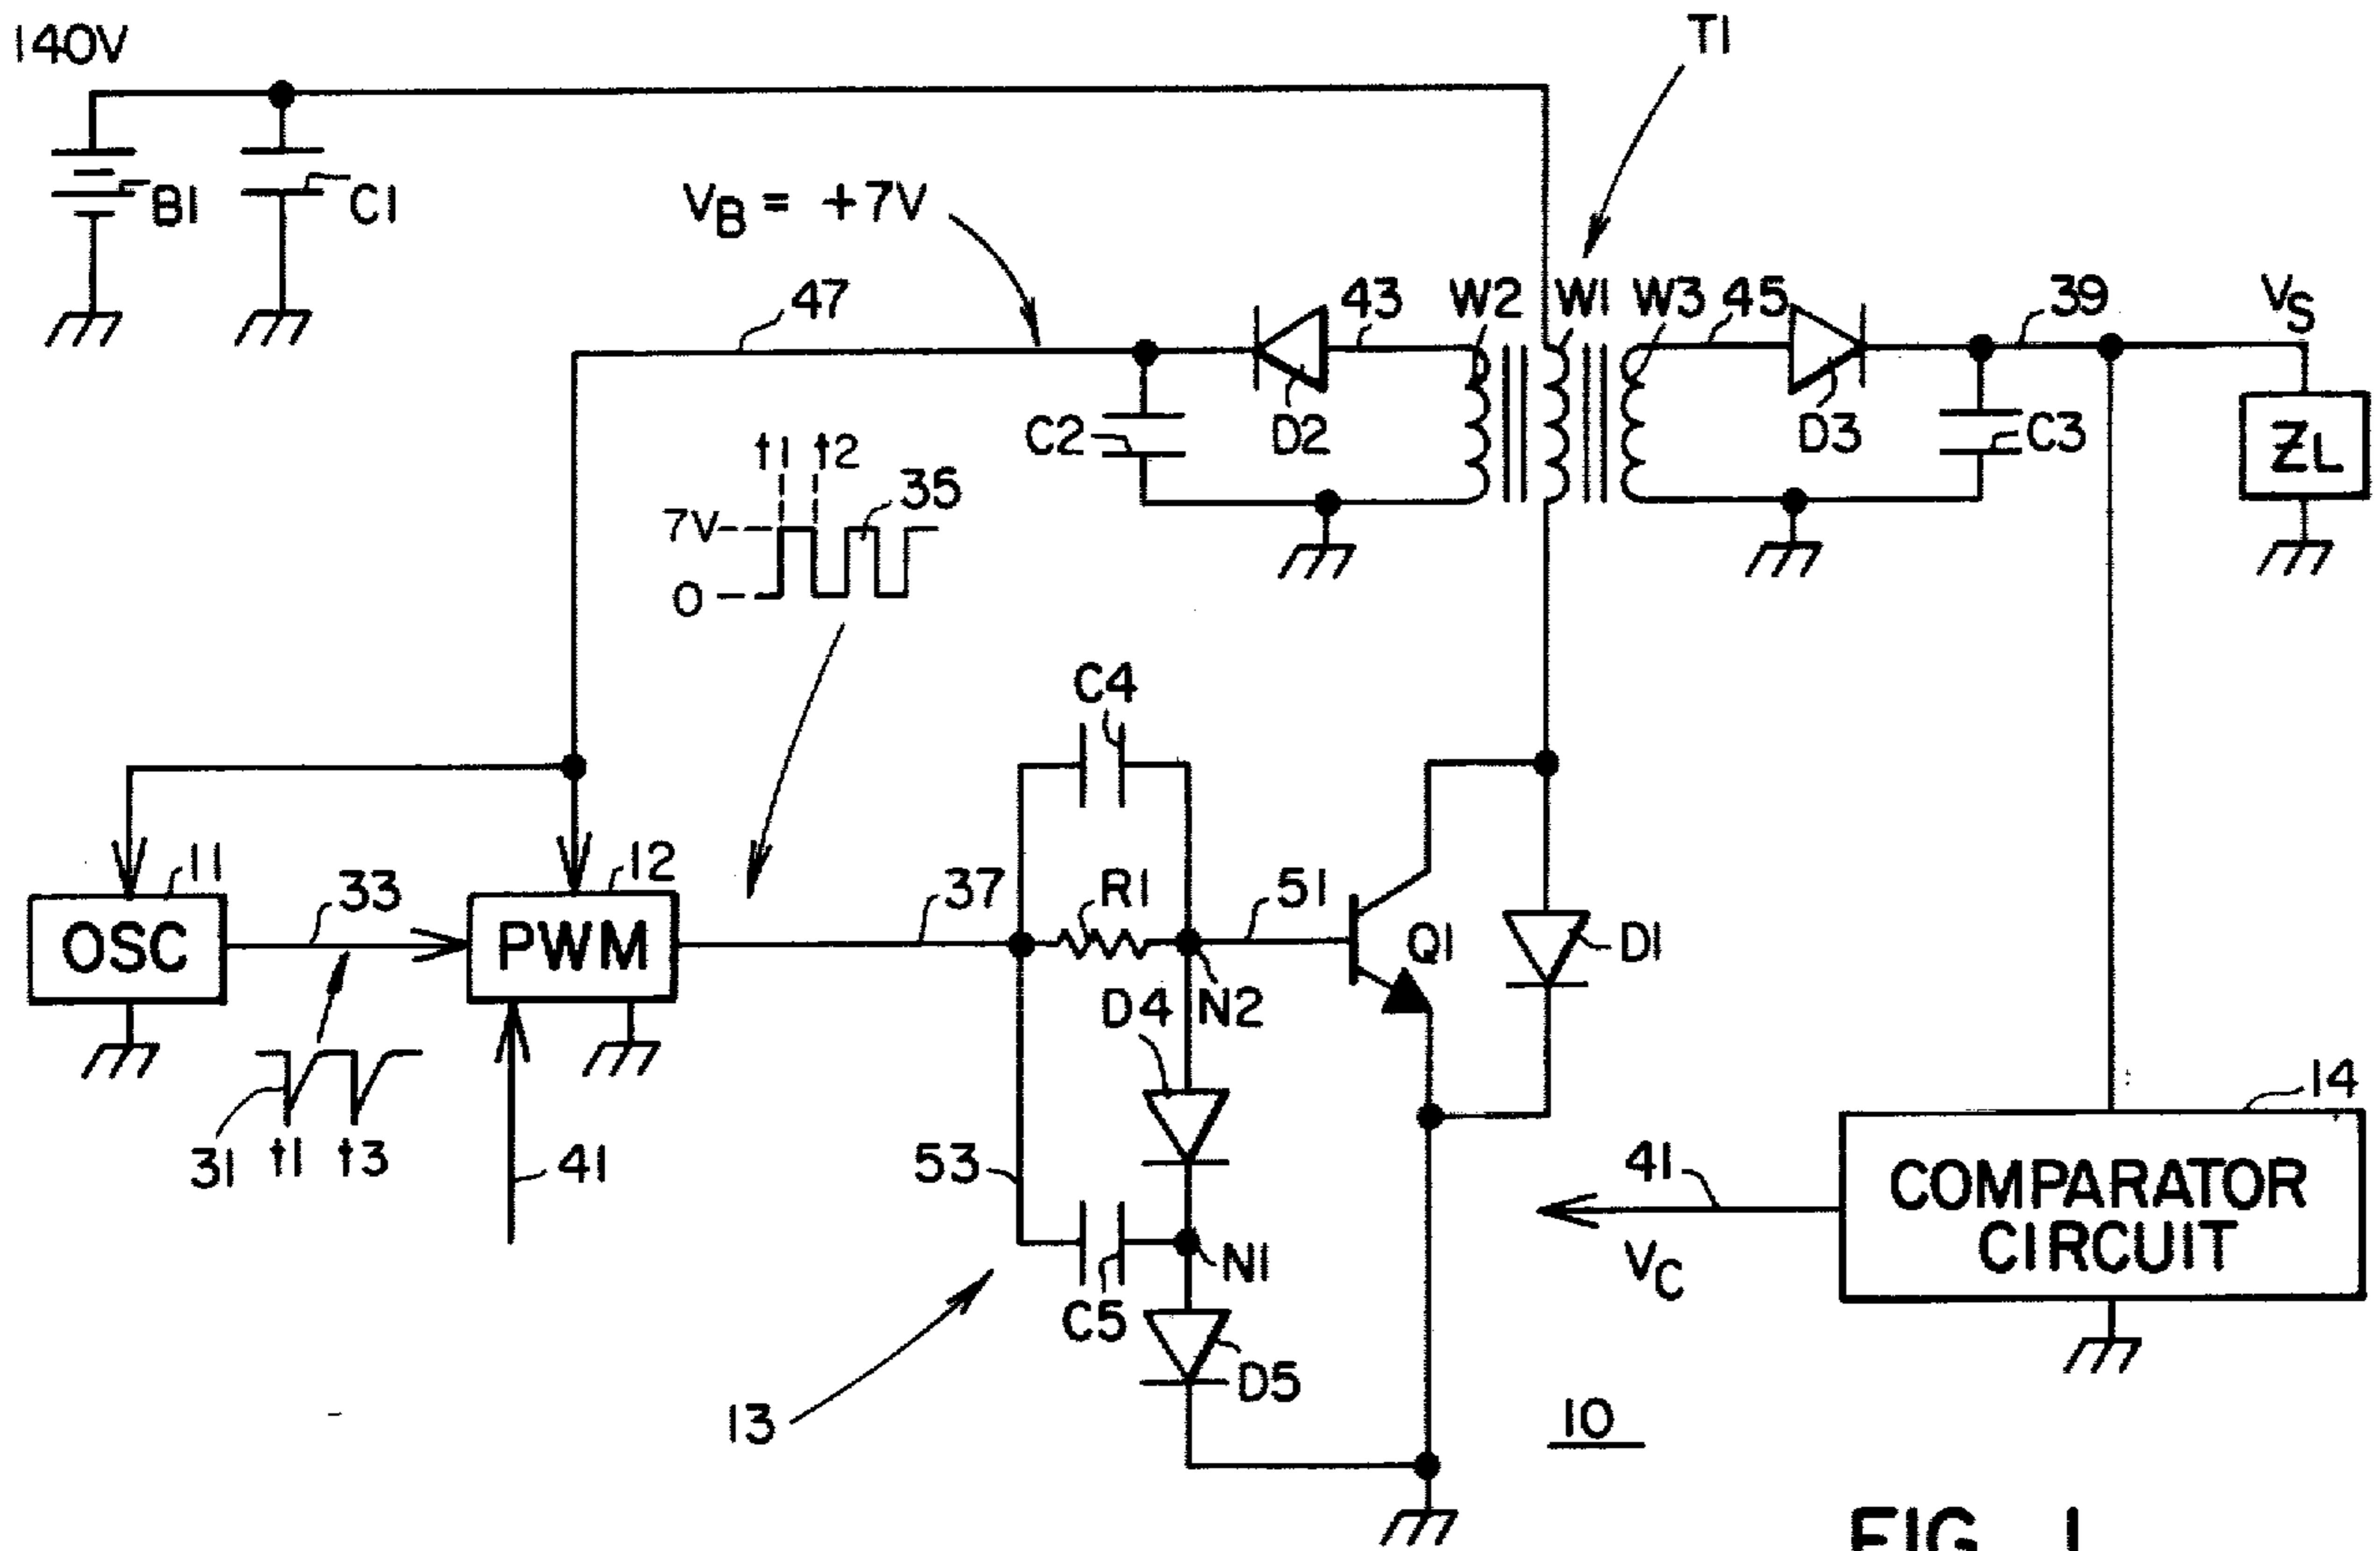 140V
T1
B1
C1
VB = +7V
47
43
W2
W1
W3
45
39
VS
C2
D2
D3
C3
ZL
t1
t2
35
7V
0
C4
11
33
12
37
R1
51
OSC
PWM
Q1
D1
D4
N2
31
t1
t3
41
53
C5
N1
D5
13
14
41
VC
COMPARATOR
CIRCUIT
10
FIG. 1